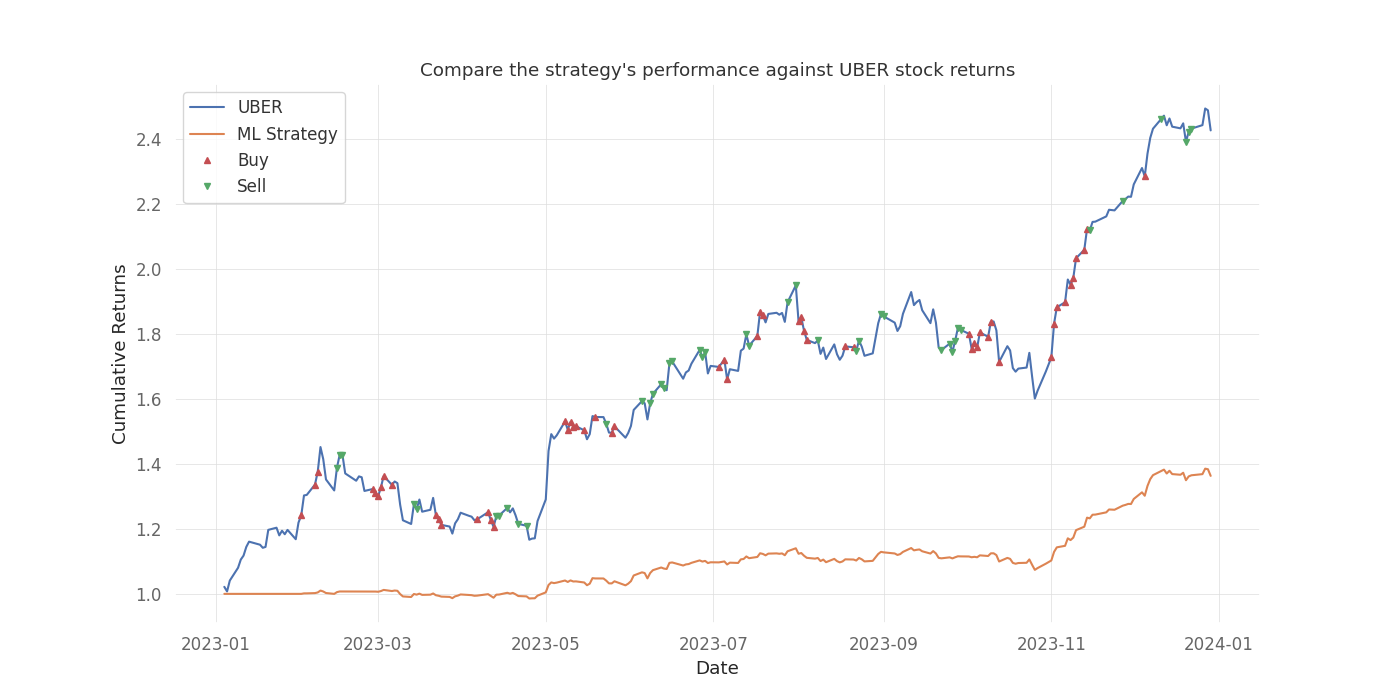 Compare the strategy's performance against UBER stock returns
UBER
ML Strategy
Buy
Sell
Cumulative Returns
2.4
2.2
2.0
1.8
1.6
1.4
1.2
1.0
2023-01 2023-03 2023-05 2023-07 2023-09 2023-11 2024-01
Date